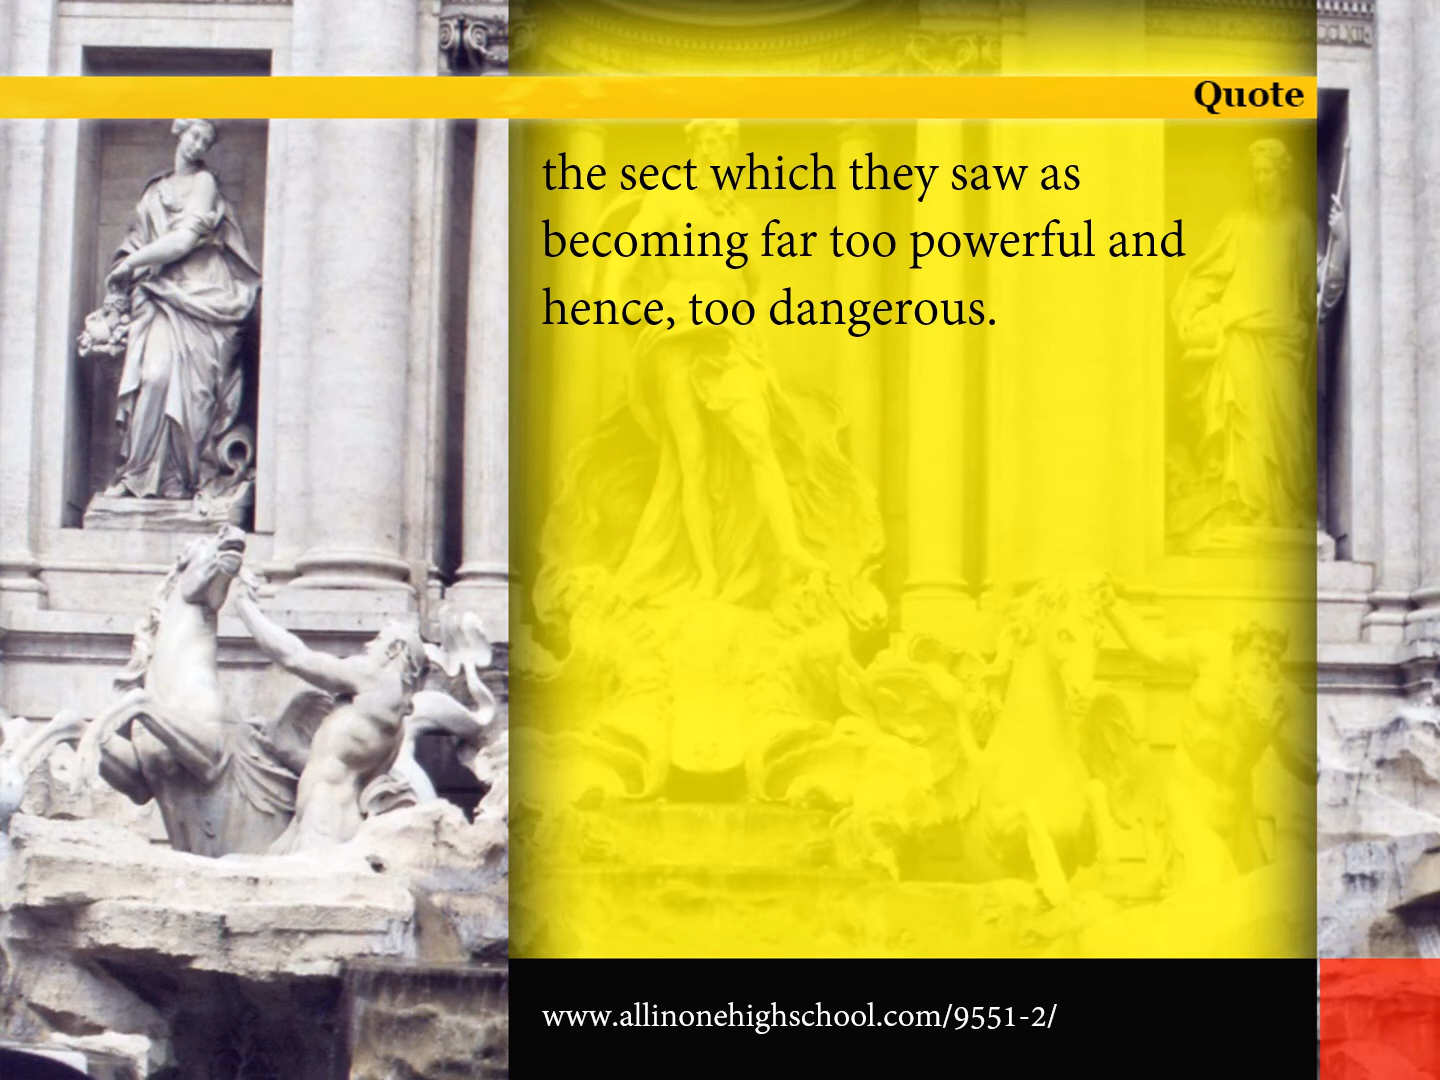 Quote
the sect which they saw as
becoming far too powerful and
hence, too dangerous.
www.allinonehighschool.com/9551-2/